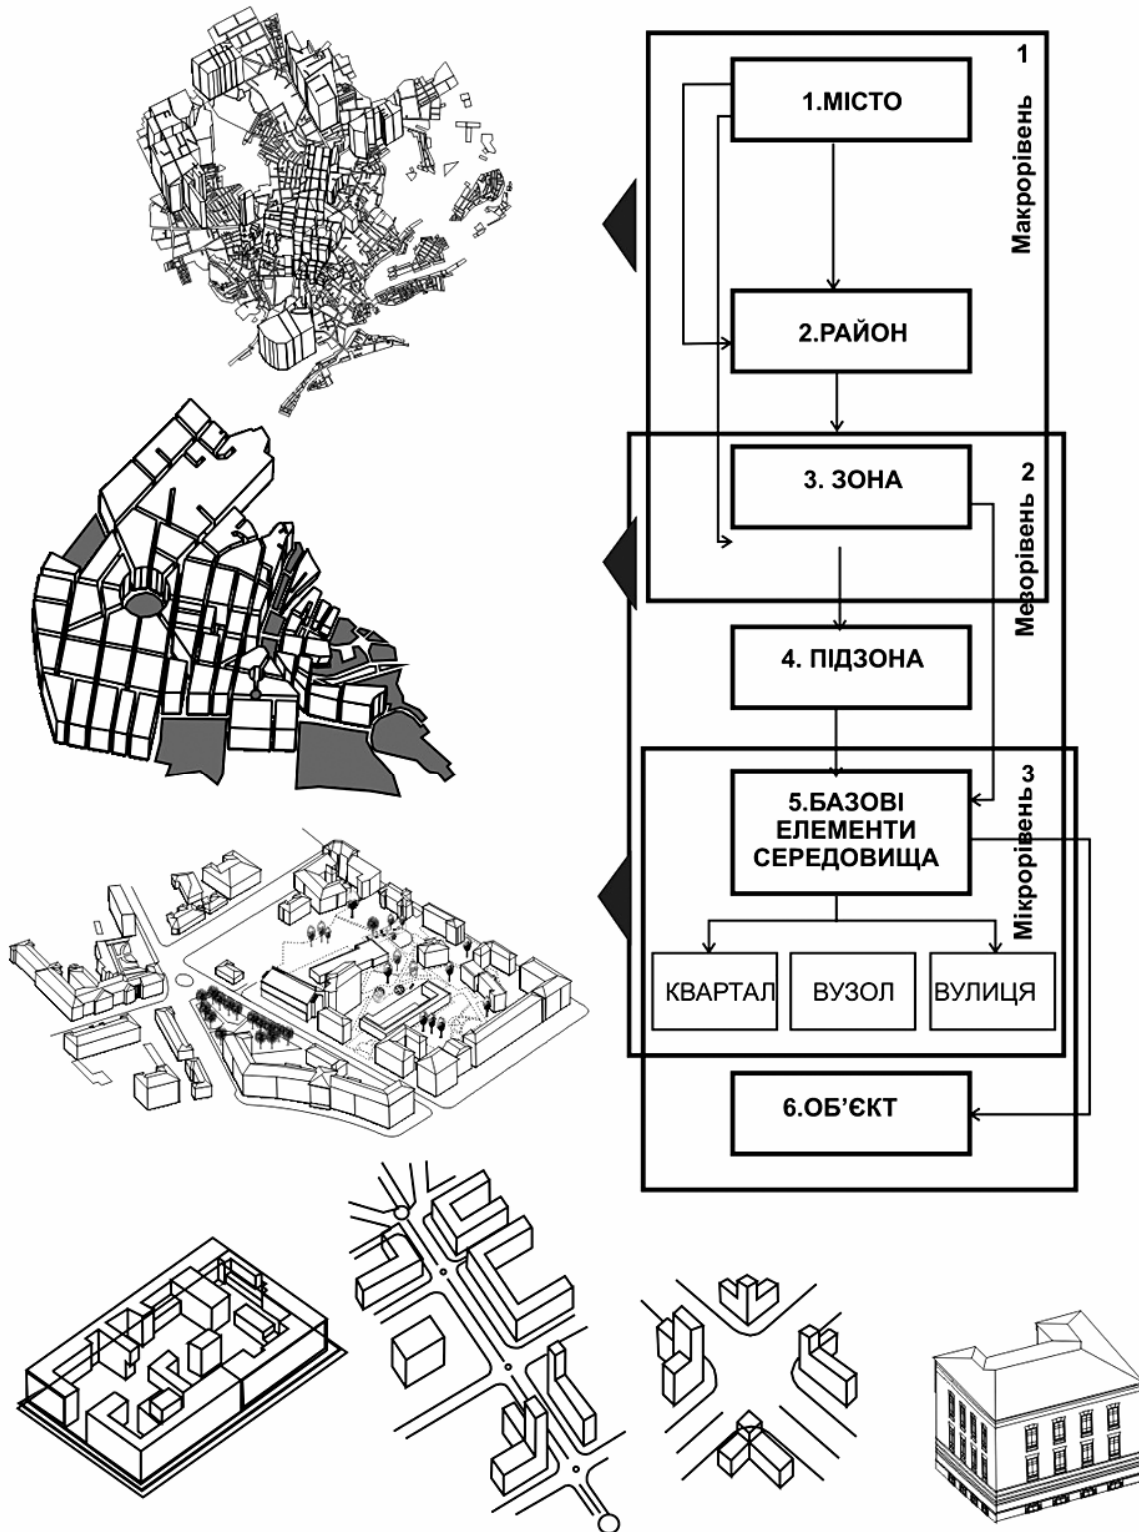 1
Макрорівень
1.МІСТО
2.РАЙОН
2
Мезорівень
3. ЗОНА
4. ПІДЗОНА
3
Мікрорівень
5.БАЗОВІ
ЕЛЕМЕНТИ
СЕРЕДОВИЩА
КВАРТАЛ
ВУЗОЛ
ВУЛИЦЯ
6.ОБ’ЄКТ